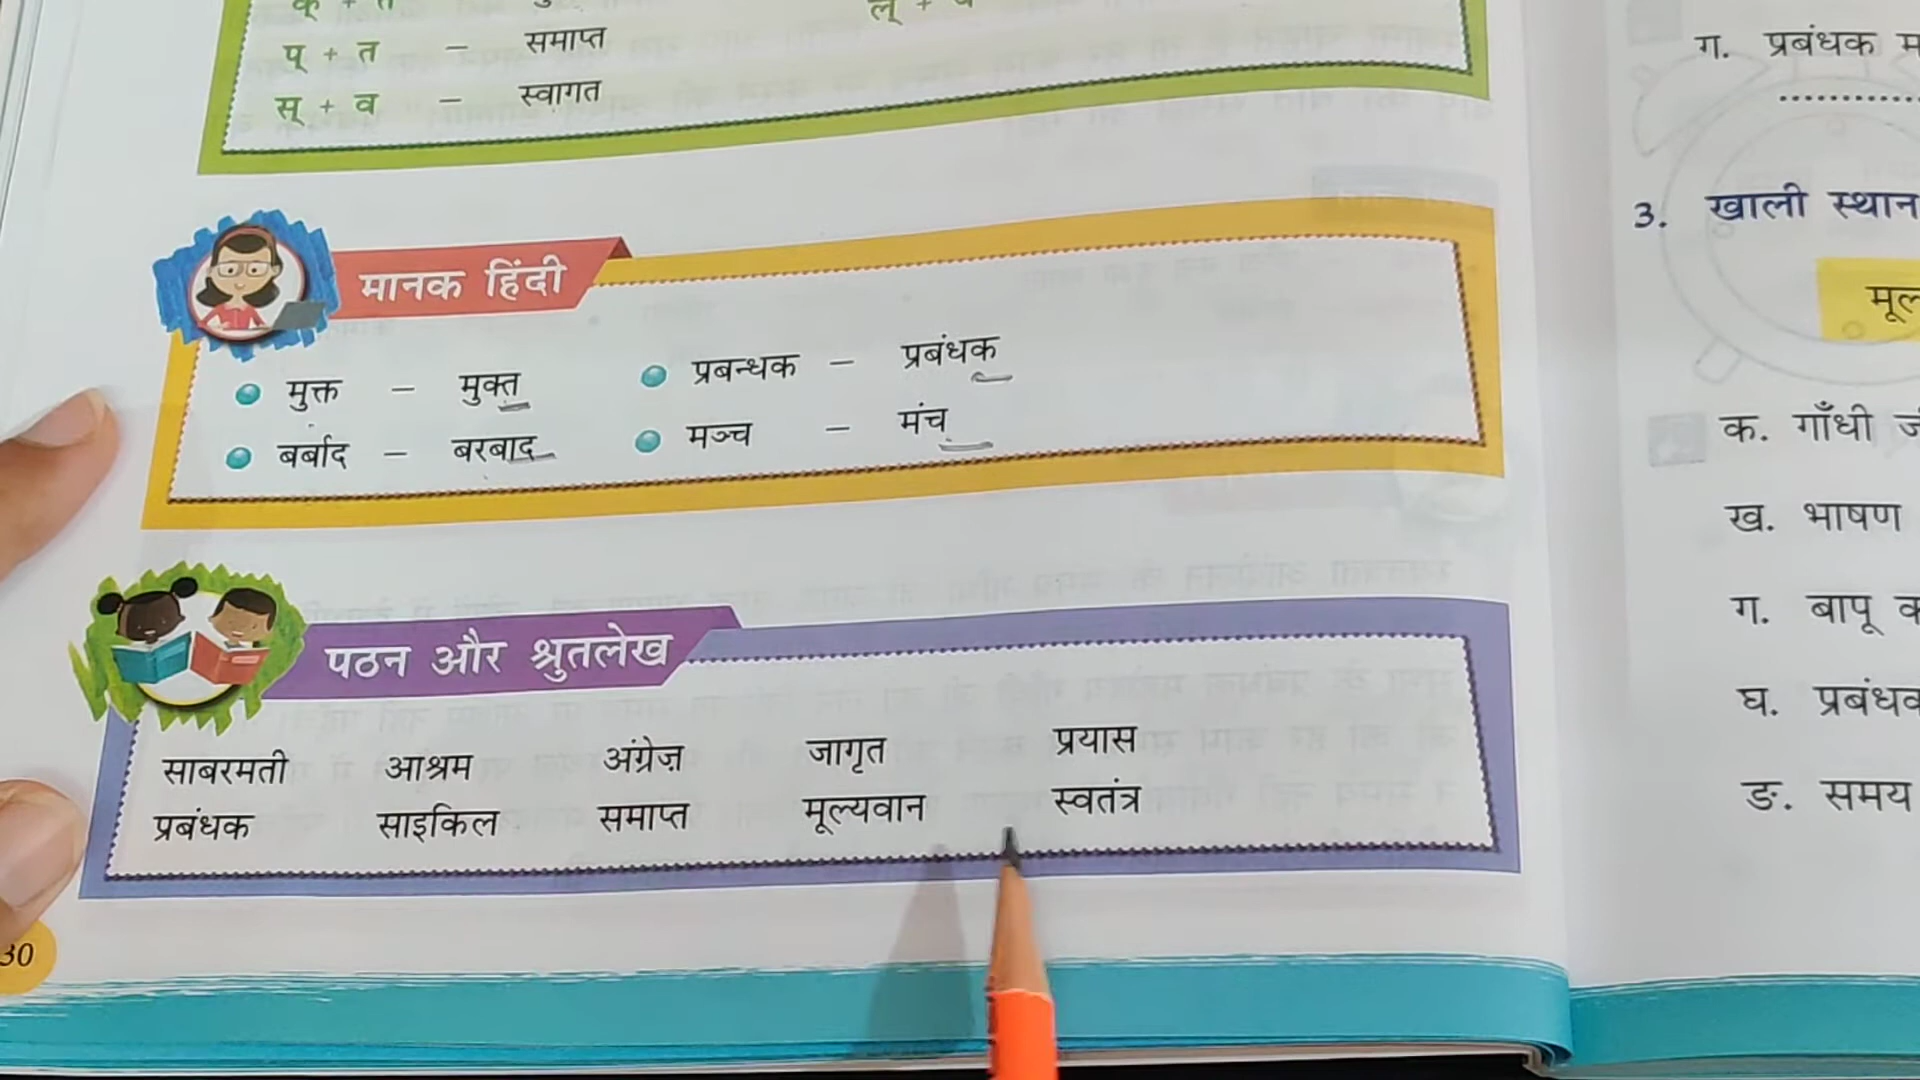 प् + त – समाप्त
स् + व – स्वागत
मानक हिंदी
मुक्त – मुक्त प्रबन्धक – प्रबंधक
बर्बाद – बरबाद मञ्च – मंच
पठन और श्रुतलेख
साबरमती आश्रम अंग्रेज़ जागृत प्रयास
प्रबंधक साइकिल समाप्त मूल्यवान स्वतंत्र
30
ग. प्रबंधक
3. खाली स्थान
क. गाँधी
ख. भाषण
ग. बापू
घ.
ङ. समय